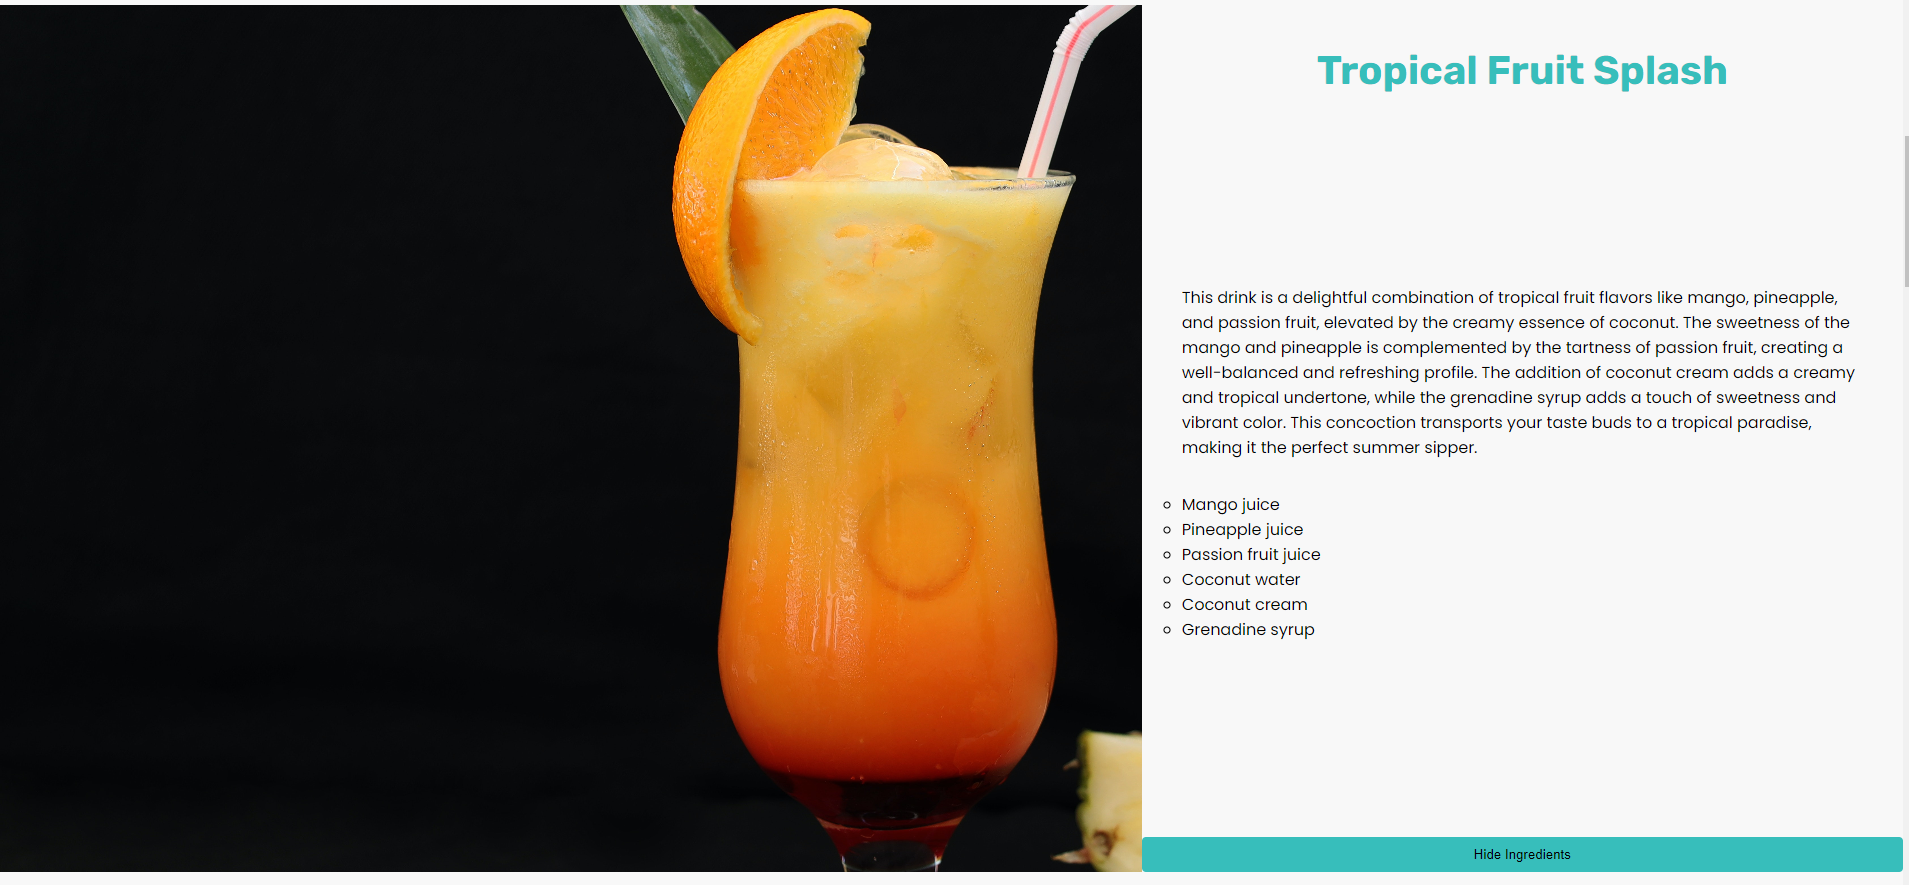 Tropical Fruit Splash
This drink is a delightful combination of tropical fruit flavors like mango, pineapple,
and passion fruit, elevated by the creamy essence of coconut. The sweetness of the
mango and pineapple is complemented by the tartness of passion fruit, creating a
well-balanced and refreshing profile. The addition of coconut cream adds a creamy
and tropical undertone, while the grenadine syrup adds a touch of sweetness and
vibrant color. This concoction transports your taste buds to a tropical paradise,
making it the perfect summer sipper.
Mango juice
Pineapple juice
Passion fruit juice
Coconut water
Coconut cream
Grenadine syrup
Hide Ingredients